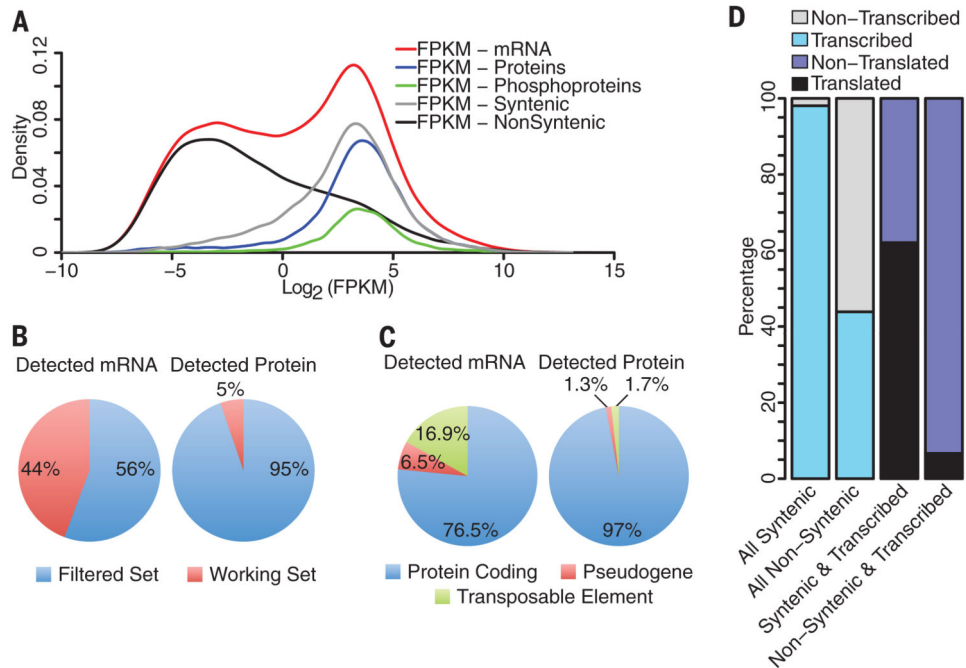 A
FPKM – mRNA
FPKM – Proteins
FPKM – Phosphoproteins
FPKM – Syntenic
FPKM – NonSyntenic
Density
0.12
0.08
0.04
0
−10
−5
0
5
10
15
Log2 (FPKM)
B
Detected mRNA
Detected Protein
44%
56%
5%
95%
Filtered Set
Working Set
C
Detected mRNA
Detected Protein
16.9%
6.5%
76.5%
1.3%
1.7%
97%
Protein Coding
Pseudogene
Transposable Element
D
Non−Transcribed
Transcribed
Non−Translated
Translated
Percentage
100
80
60
40
20
0
All Syntenic
All Non−Syntenic
Syntenic & Transcribed
Non−Syntenic & Transcribed